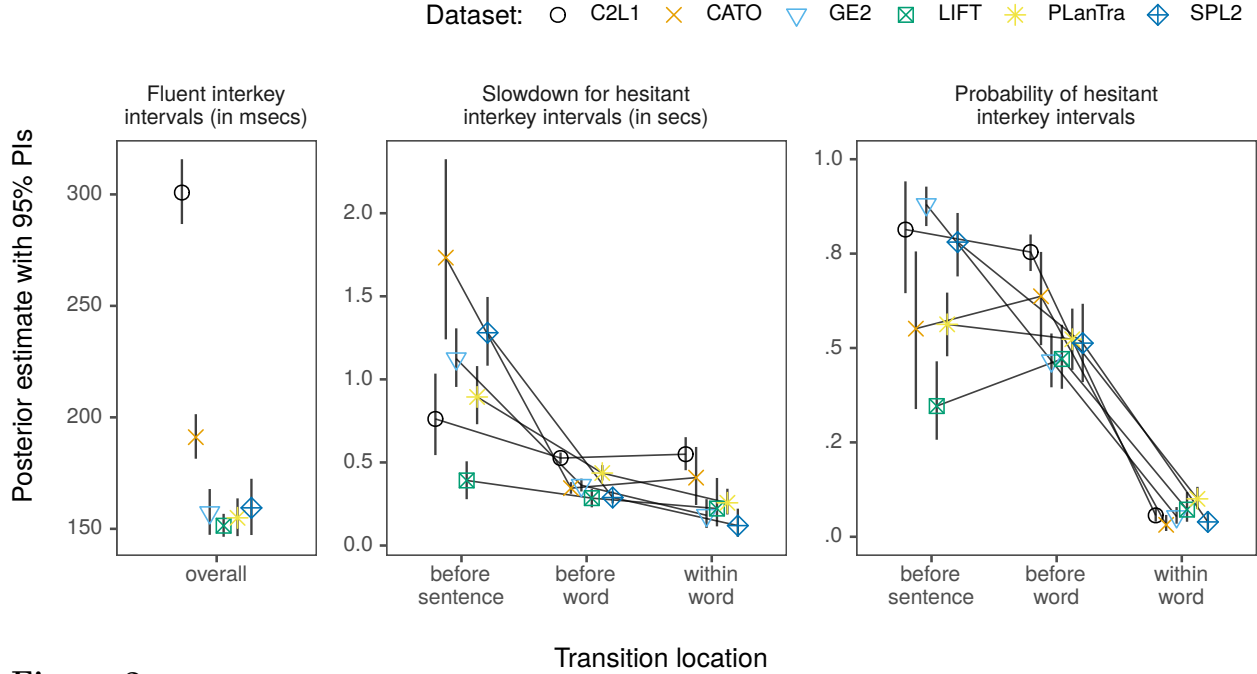 Dataset: C2L1 CATO GE2 LIFT PLanTra SPL2
Fluent interkey
intervals (in msecs)
Slowdown for hesitant
interkey intervals (in secs)
Probability of hesitant
interkey intervals
Posterior estimate with 95% PIs
300
250
200
150
2.0
1.5
1.0
0.5
0.0
1.0
.8
.5
.2
.0
overall
before
sentence
before
word
within
word
before
sentence
before
word
within
word
Transition location